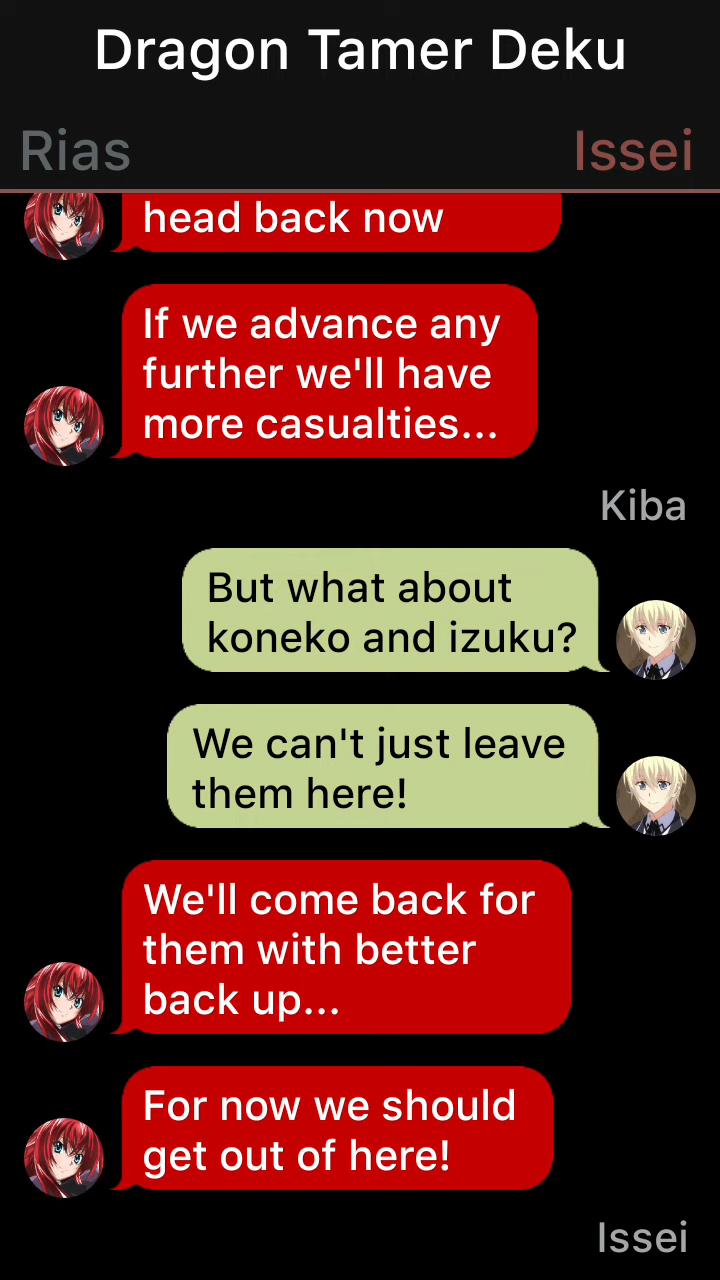 Dragon Tamer Deku
Rias
Issei
head back now
If we advance any
further we'll have
more casualties...
Kiba
But what about
koneko and izuku?
We can't just leave
them here!
We'll come back for
them with better
back up...
For now we should
get out of here!
Issei